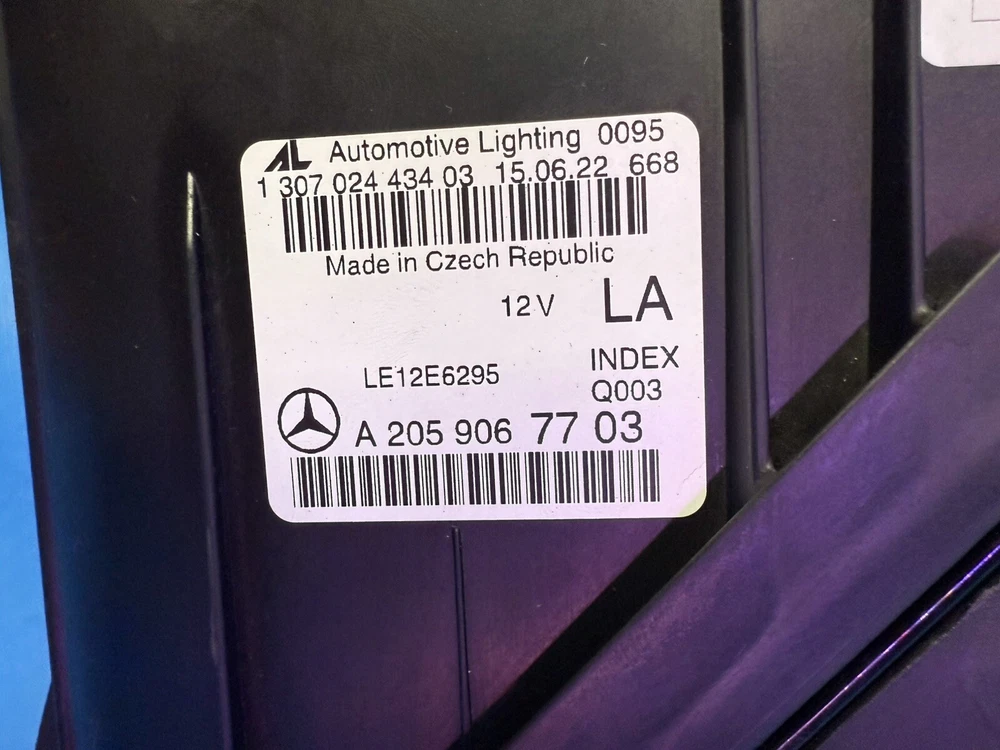 AL Automotive Lighting 0095
1 307 024 434 03 15.06.22 668
Made in Czech Republic
12 V LA
LE12E6295 INDEX
Q003
A 205 906 77 03